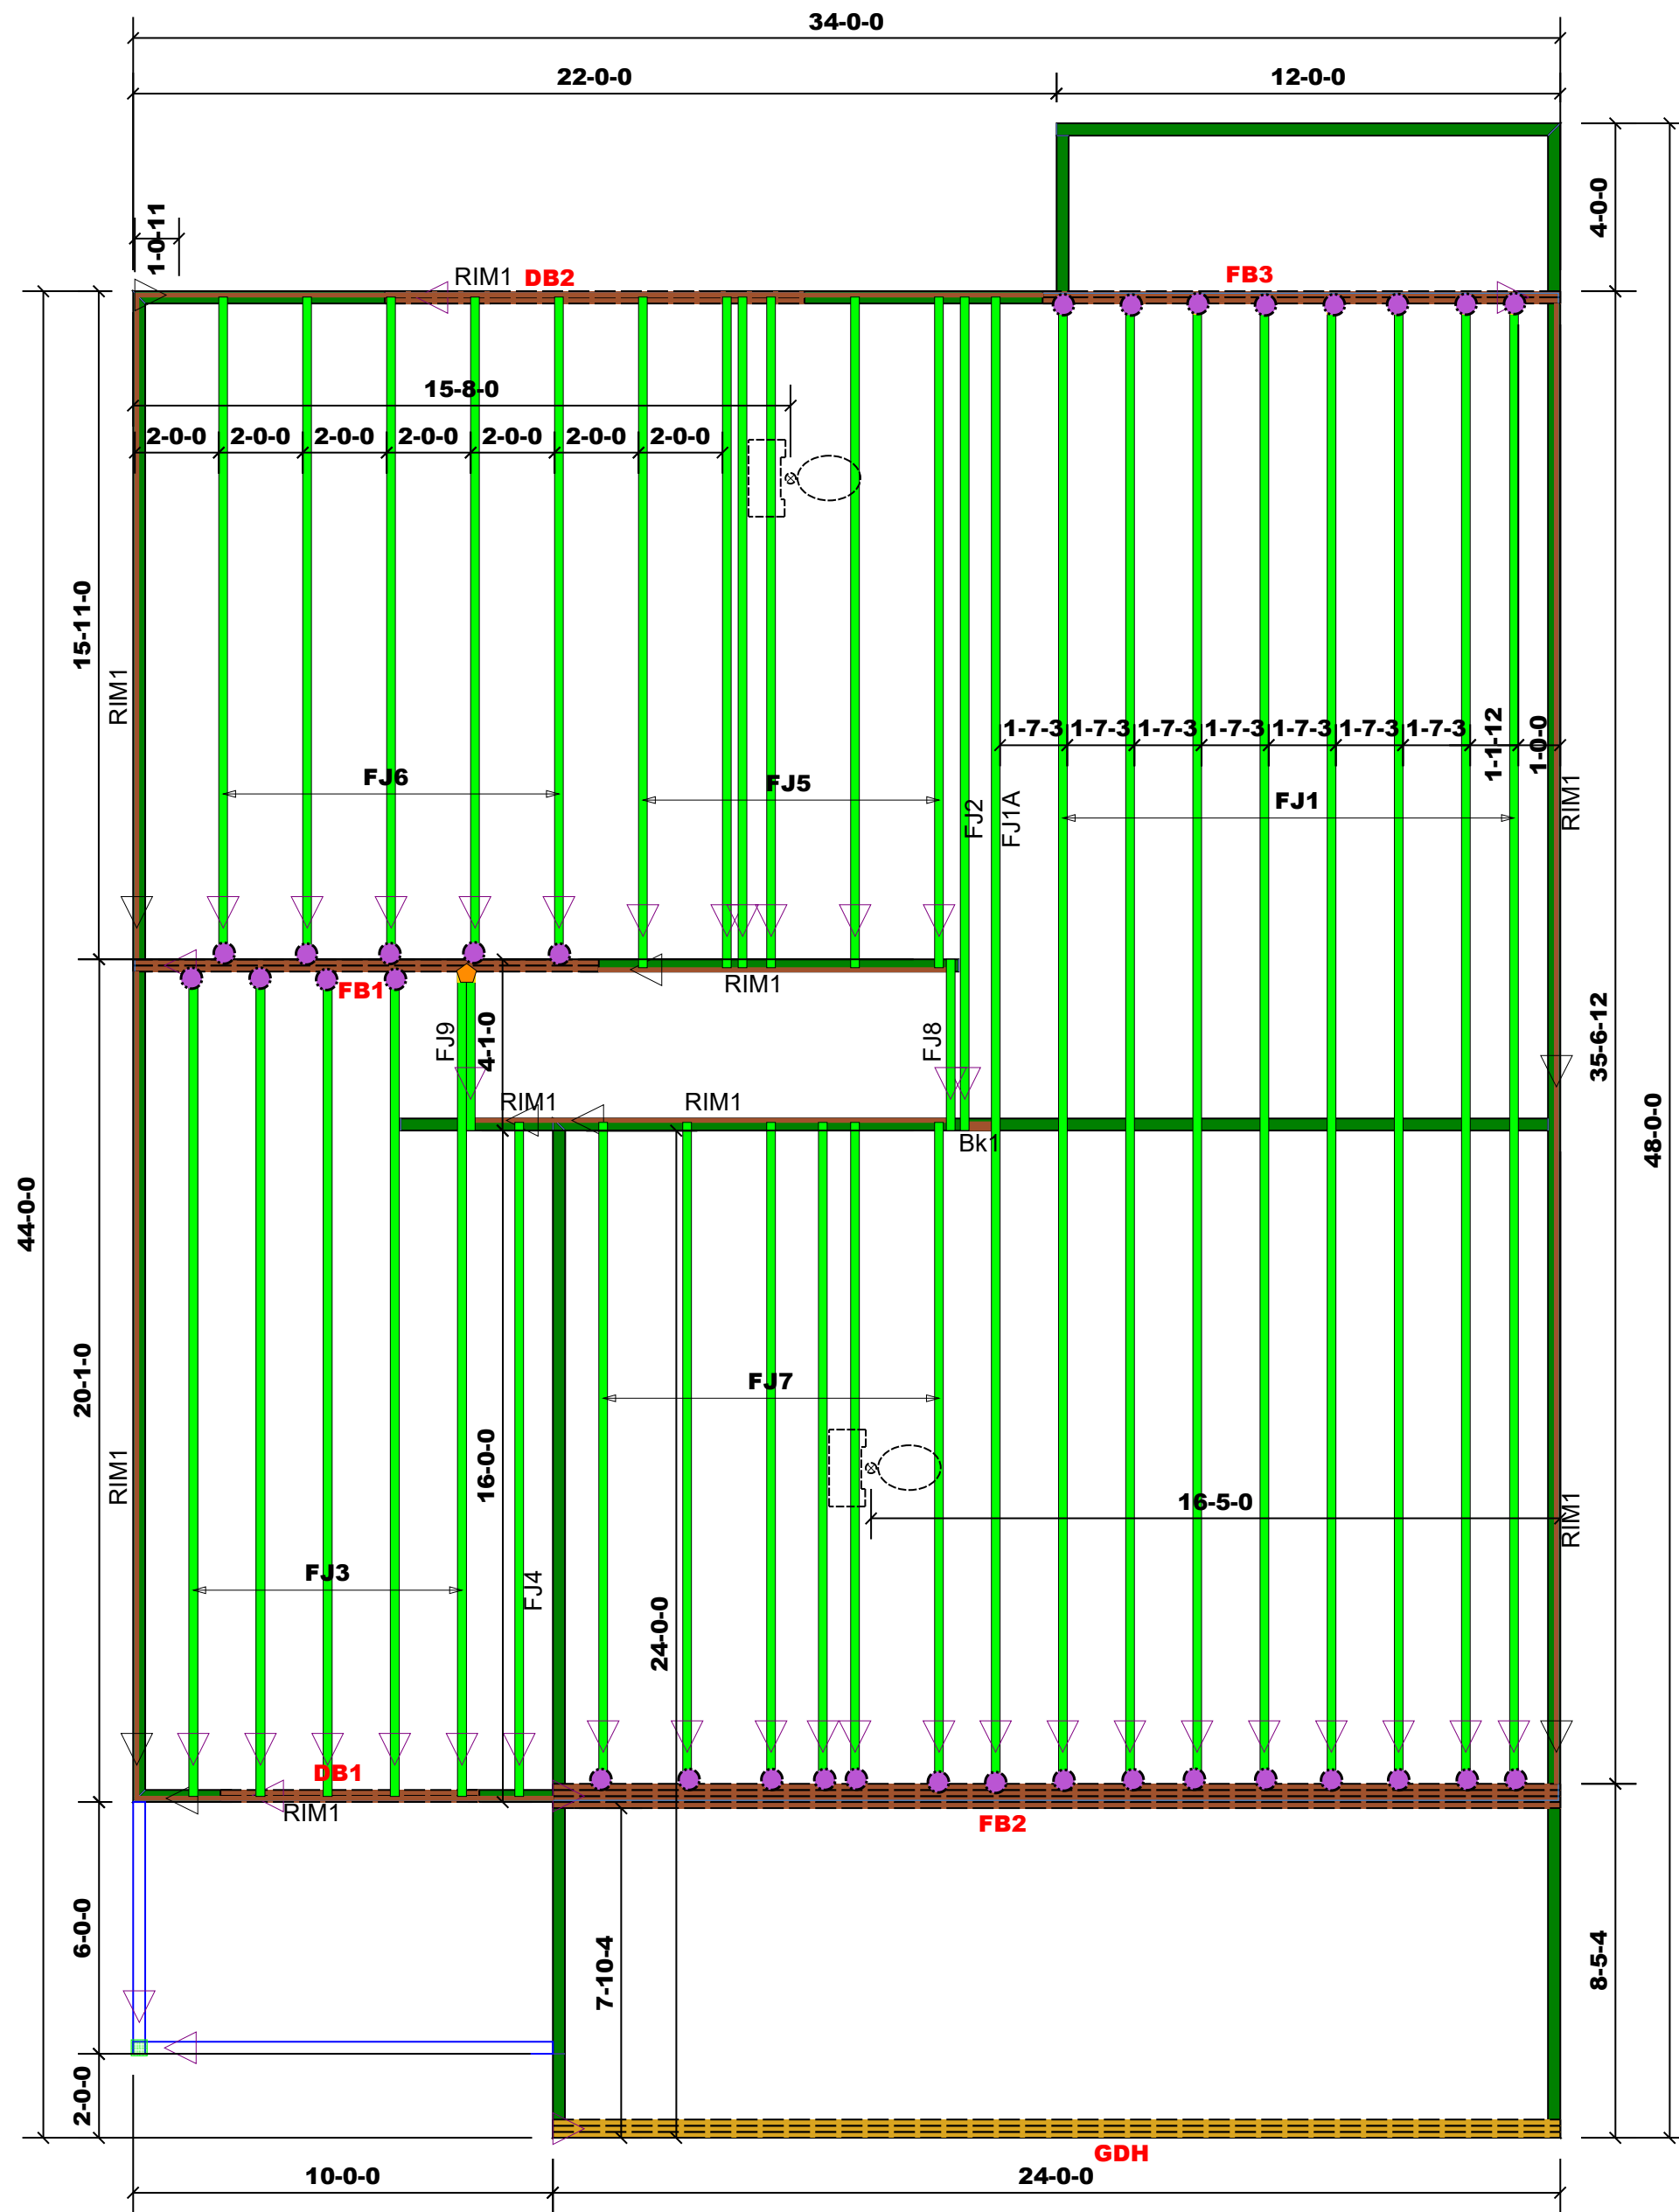 34-0-0
22-0-0
12-0-0
4-0-0
1-0-11
RIM1
DB2
FB3
15-8-0
2-0-0
2-0-0
2-0-0
2-0-0
2-0-0
2-0-0
2-0-0
15-11-0
RIM1
1-7-3
1-7-3
1-7-3
1-7-3
1-7-3
1-7-3
1-7-3
1-1-12
1-0-0
FJ6
FJ5
FJ2
FJ1A
FJ1
RIM1
FB1
RIM1
FJ9
4-1-0
FJ8
35-6-12
RIM1
RIM1
Bk1
48-0-0
44-0-0
20-1-0
FJ7
RIM1
16-0-0
16-5-0
RIM1
FJ3
FJ4
24-0-0
DB1
RIM1
FB2
6-0-0
7-10-4
8-5-4
2-0-0
GDH
10-0-0
24-0-0